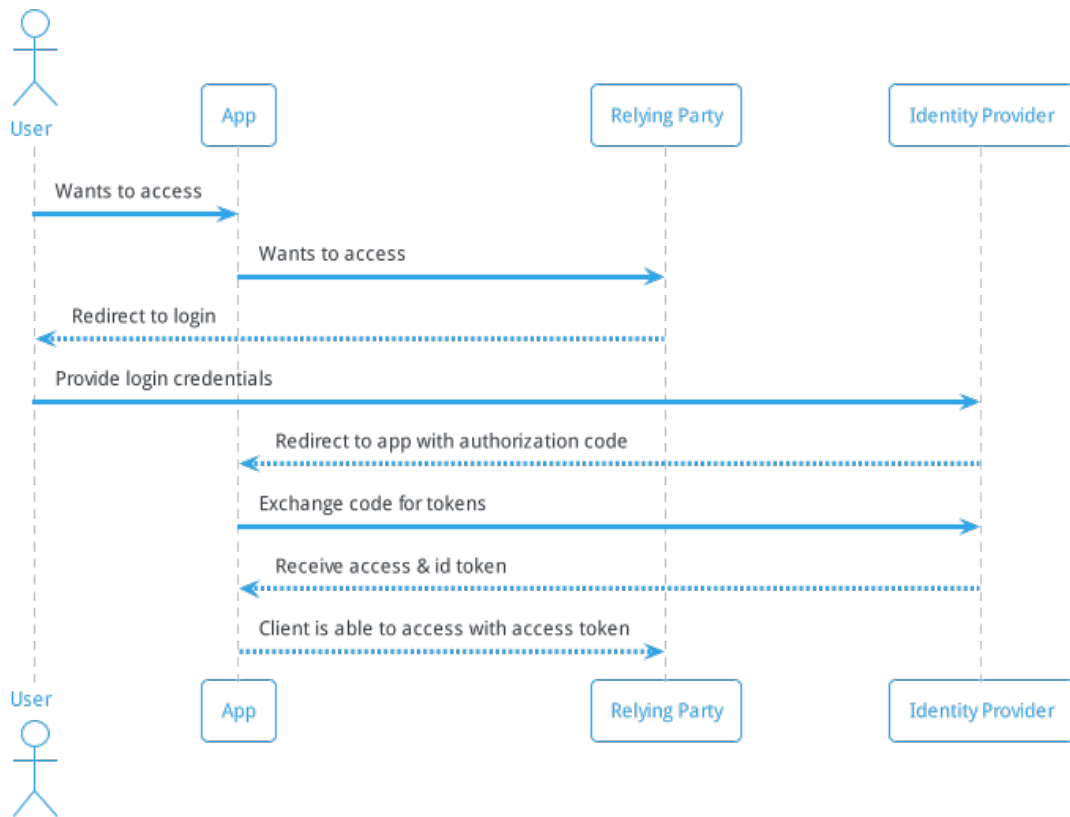 User
App
Relying Party
Identity Provider
Wants to access
Wants to access
Redirect to login
Provide login credentials
Redirect to app with authorization code
Exchange code for tokens
Receive access & id token
Client is able to access with access token
User
App
Relying Party
Identity Provider